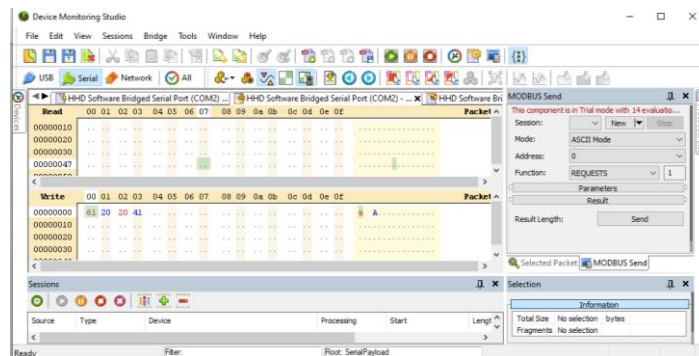 Device Monitoring Studio
File Edit View Sessions Bridge Tools Window Help
USB Serial Network All
HHD Software Bridged Serial Port (COM2) ... HHD Software Bridged Serial Port (COM2) - ... HHD Software Bri
Read 00 01 02 03 04 05 06 07 08 09 0a 0b 0c 0d 0e 0f Packet
00000010
00000020
00000030
00000047
Write 00 01 02 03 04 05 06 07 08 09 0a 0b 0c 0d 0e 0f Packet
00000000 61 20 20 41 a A
00000010
00000020
00000030
MODBUS Send
This component is in Trial mode with 14 evaluatio....
Session: New Stop
Mode: ASCII Mode
Address: 0
Function: REQUESTS 1
Parameters
Result
Result Length: Send
Selected Packet MODBUS Send
Devices
Sessions
Source Type Device Processing Start Lengt
Selection
Information
Total Size No selection bytes
Fragments No selection
Ready Filter: Root: SerialPayload